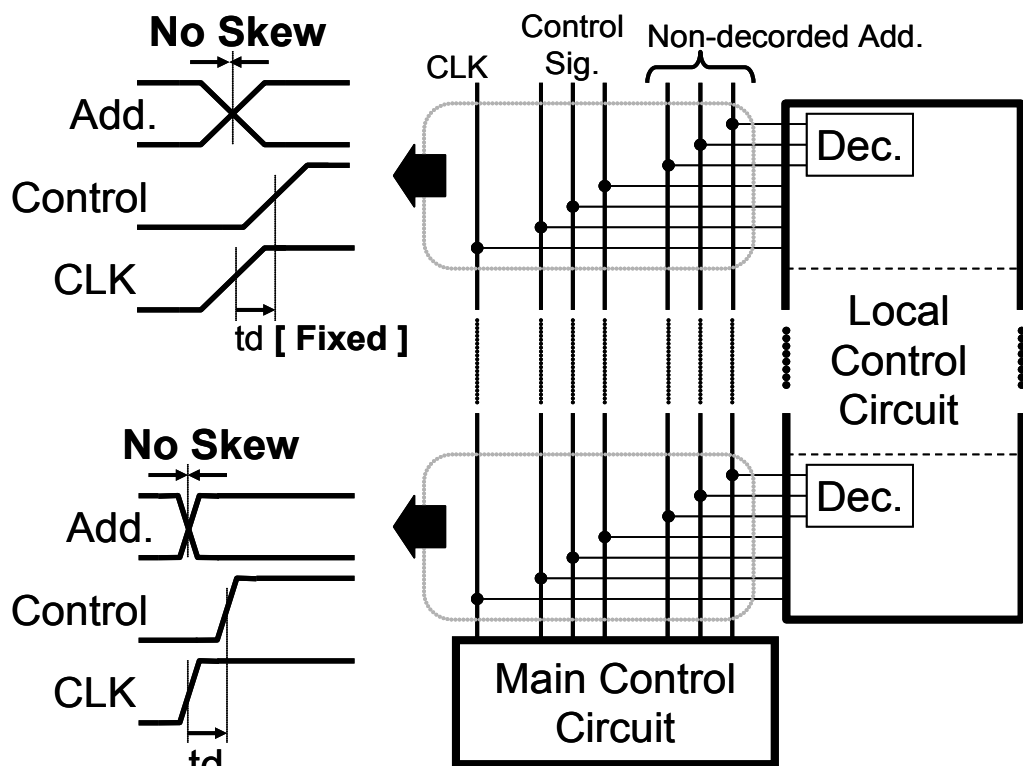 No Skew
Add.
Control
CLK
td [ Fixed ]
CLK
Control
Sig.
Non-decorded Add.
Dec.
Local
Control
Circuit
No Skew
Add.
Control
CLK
td
Dec.
Main Control
Circuit